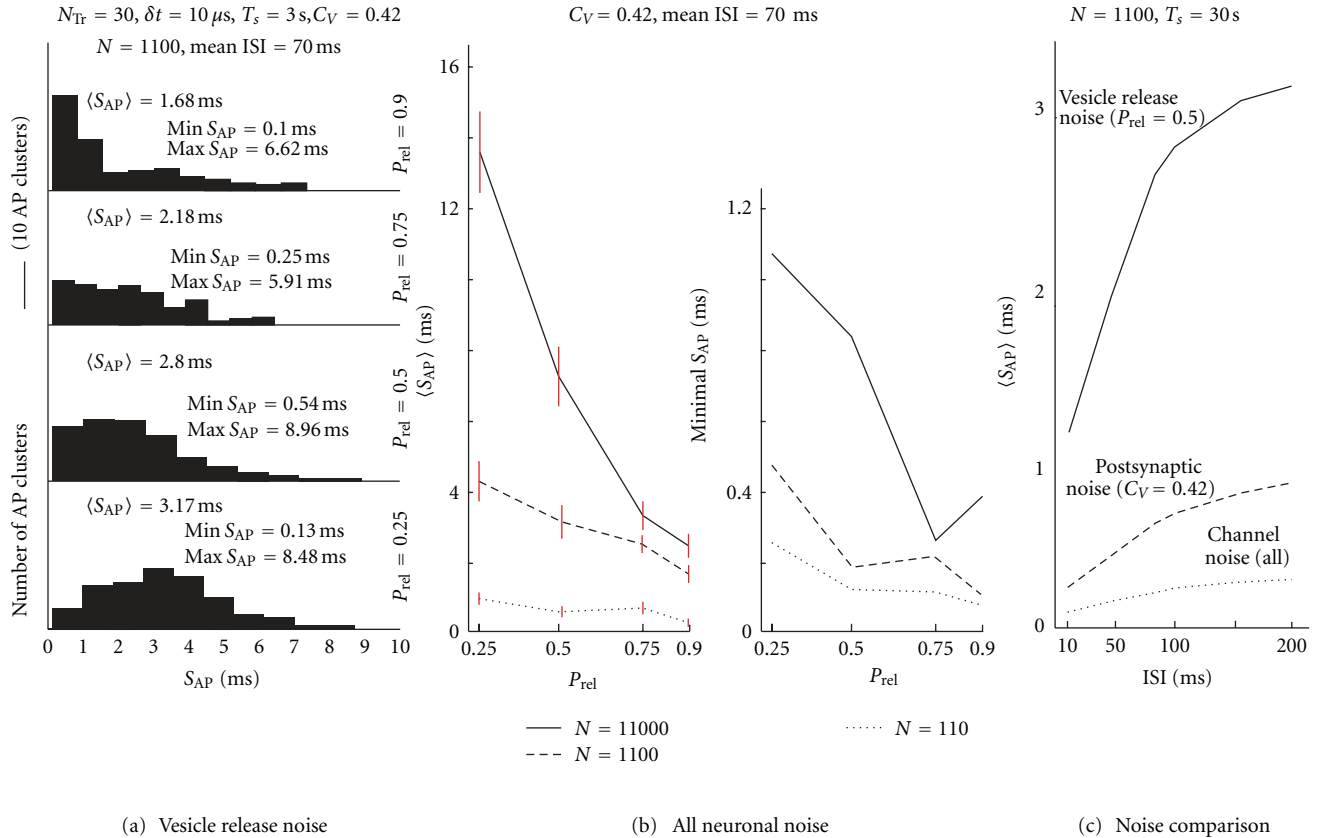 N_Tr = 30, δt = 10 μs, T_s = 3 s, C_V = 0.42
N = 1100, mean ISI = 70 ms
Number of AP clusters —— (10 AP clusters)
⟨S_AP⟩ = 1.68 ms
Min S_AP = 0.1 ms
Max S_AP = 6.62 ms
P_rel = 0.9
⟨S_AP⟩ = 2.18 ms
Min S_AP = 0.25 ms
Max S_AP = 5.91 ms
P_rel = 0.75
⟨S_AP⟩ = 2.8 ms
Min S_AP = 0.54 ms
Max S_AP = 8.96 ms
P_rel = 0.5
⟨S_AP⟩ = 3.17 ms
Min S_AP = 0.13 ms
Max S_AP = 8.48 ms
P_rel = 0.25
0 1 2 3 4 5 6 7 8 9 10
S_AP (ms)
(a) Vesicle release noise
C_V = 0.42, mean ISI = 70 ms
⟨S_AP⟩ (ms)
16
12
4
0
0.25 0.5 0.75 0.9
P_rel
Minimal S_AP (ms)
1.2
0.4
0
0.25 0.5 0.75 0.9
P_rel
N = 11000
N = 1100
N = 110
(b) All neuronal noise
N = 1100, T_s = 30 s
⟨S_AP⟩ (ms)
3
2
1
0
Vesicle release
noise (P_rel = 0.5)
Postsynaptic
noise (C_V = 0.42)
Channel
noise (all)
10 50 100 200
ISI (ms)
(c) Noise comparison